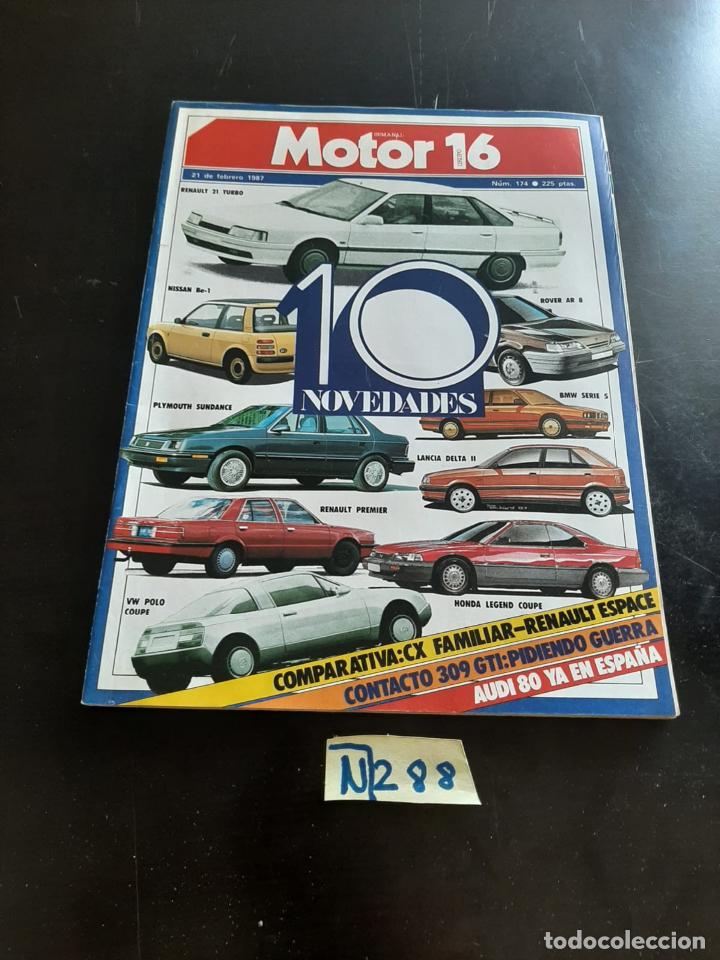 SEMANAL
Motor 16
21 de febrero 1987
Núm. 174 ● 225 ptas.
RENAULT 21 TURBO
NISSAN Be-1
ROVER AR 8
10
NOVEDADES
PLYMOUTH SUNDANCE
BMW SERIE 5
LANCIA DELTA II
RENAULT PREMIER
VW POLO
COUPE
HONDA LEGEND COUPE
COMPARATIVA:CX FAMILIAR-RENAULT ESPACE
CONTACTO 309 GTI:PIDIENDO GUERRA
AUDI 80 YA EN ESPAÑA
N288
todocoleccion